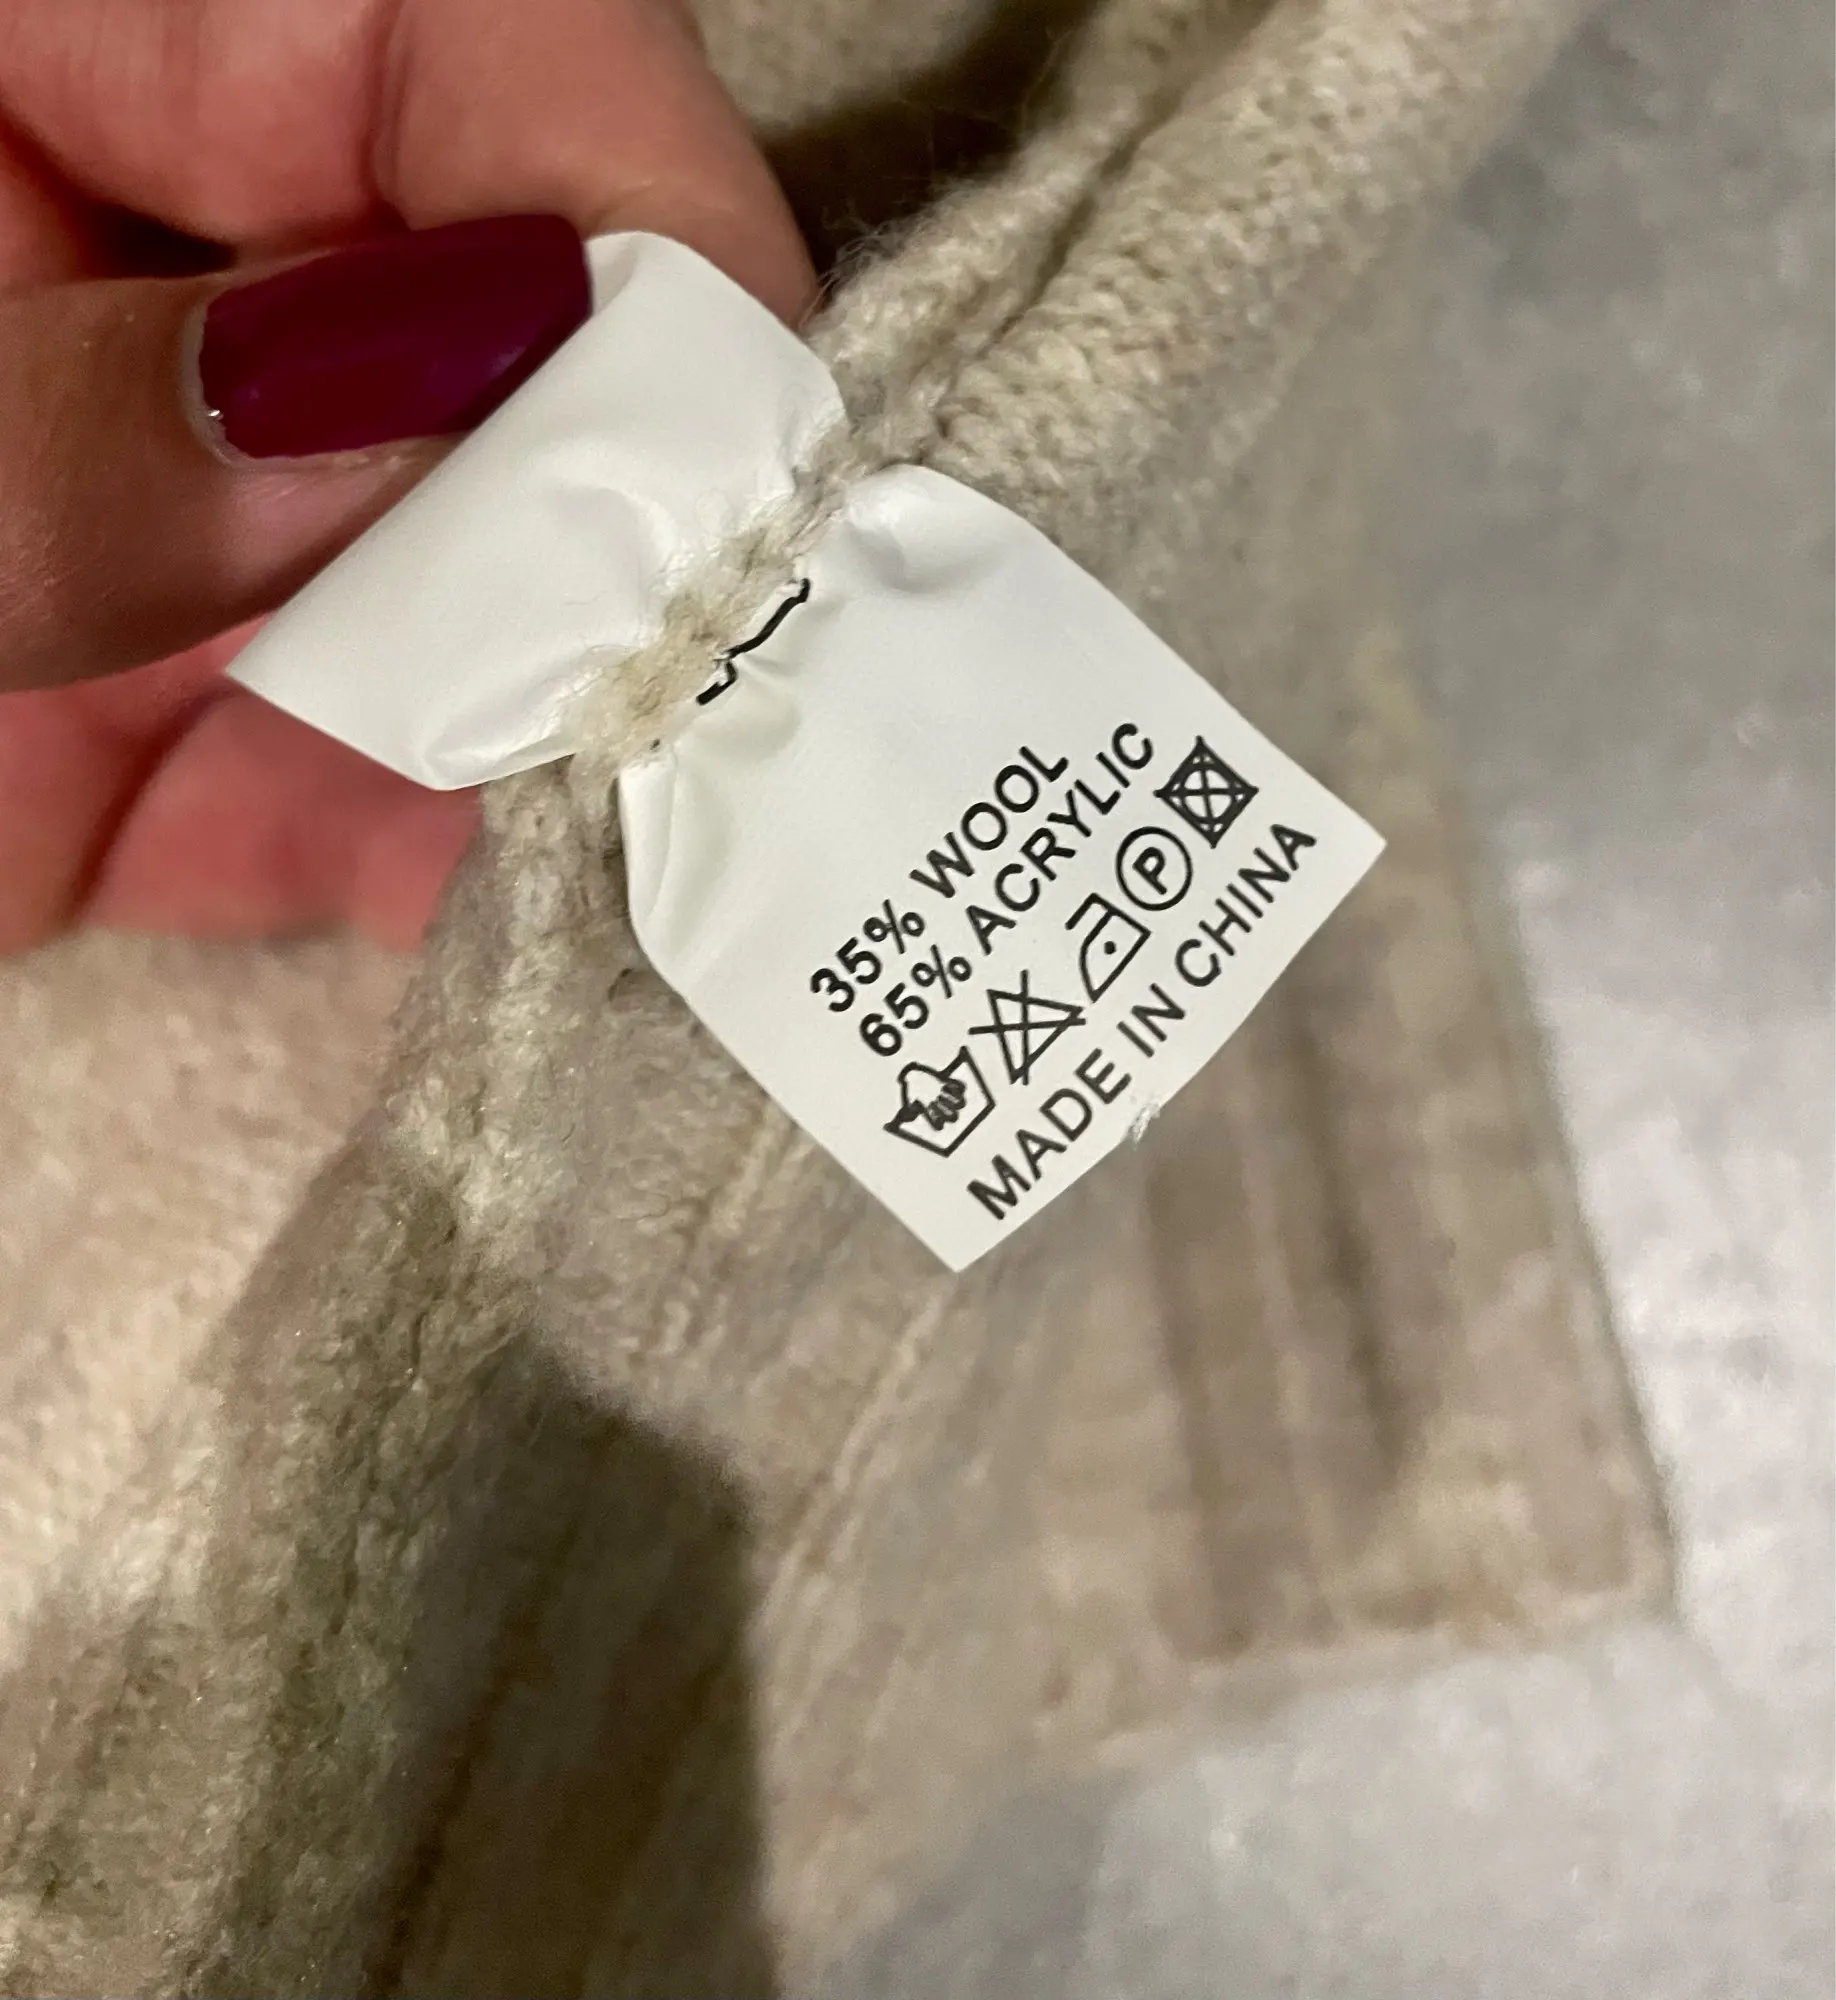 35% WOOL
65% ACRYLIC
P
MADE IN CHINA